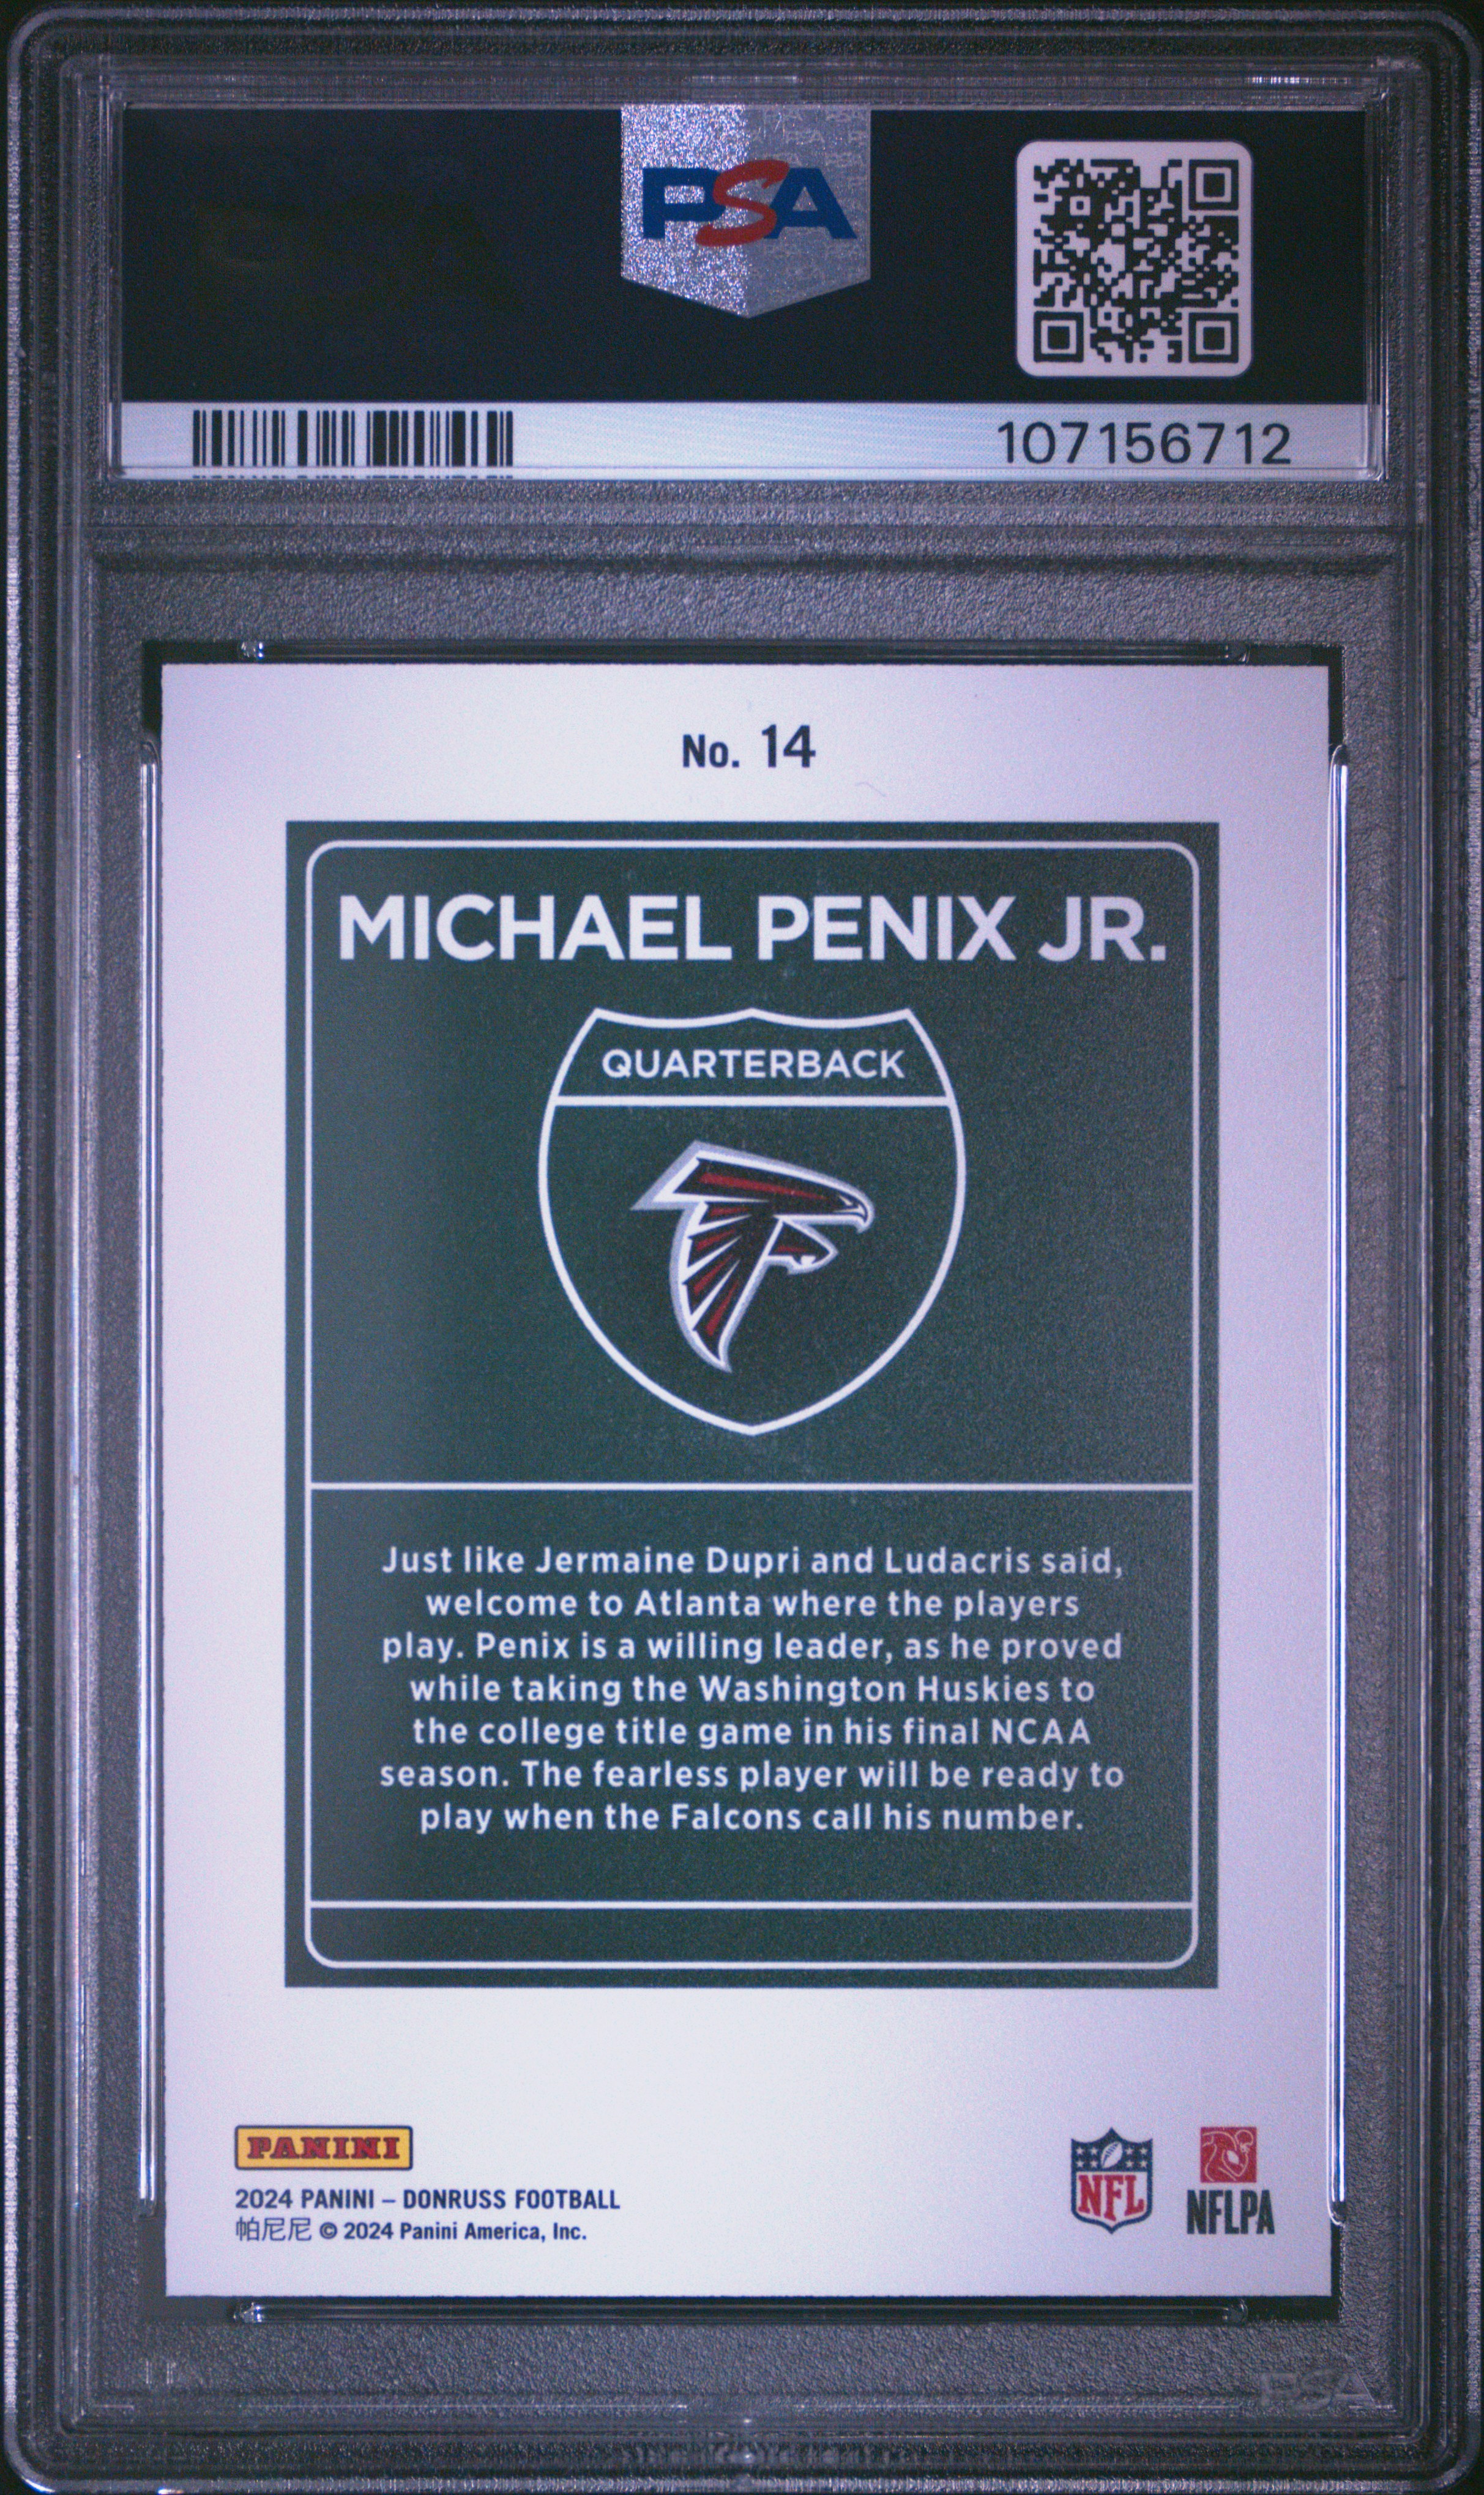 PSA
107156712
No. 14
MICHAEL PENIX JR.
QUARTERBACK
Just like Jermaine Dupri and Ludacris said,
welcome to Atlanta where the players
play. Penix is a willing leader, as he proved
while taking the Washington Huskies to
the college title game in his final NCAA
season. The fearless player will be ready to
play when the Falcons call his number.
PANINI
2024 PANINI – DONRUSS FOOTBALL
帕尼尼 © 2024 Panini America, Inc.
NFL
NFLPA
PSA